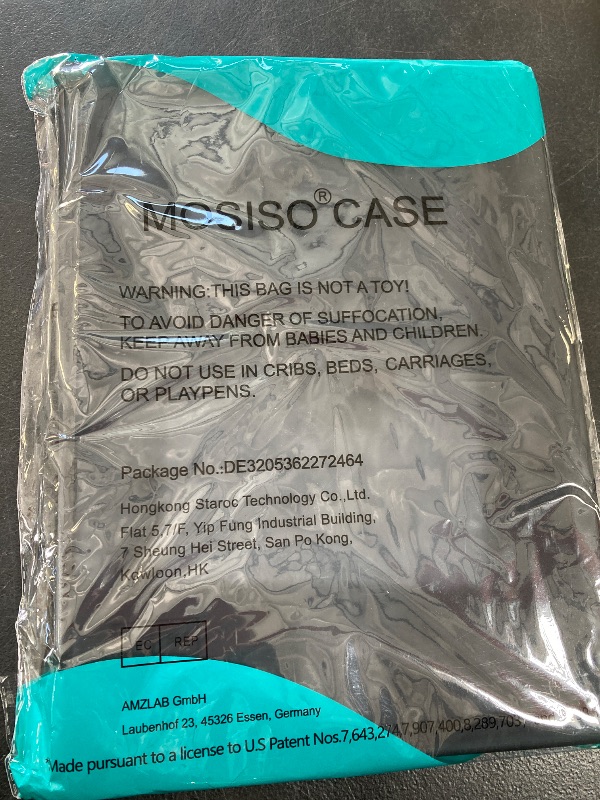 MOSISO® CASE
WARNING:THIS BAG IS NOT A TOY!
TO AVOID DANGER OF SUFFOCATION,
KEEP AWAY FROM BABIES AND CHILDREN.
DO NOT USE IN CRIBS, BEDS, CARRIAGES,
OR PLAYPENS.
Package No.:DE3205362272464
Hongkong Staroc Technology Co.,Ltd.
Flat 5,7/F, Yip Fung Industrial Building,
7 Sheung Hei Street, San Po Kong,
Kowloon,HK
EC REP
AMZLAB GmbH
Laubenhof 23, 45326 Essen, Germany
Made pursuant to a license to U.S Patent Nos.7,643,274,7,907,400,8,289,703